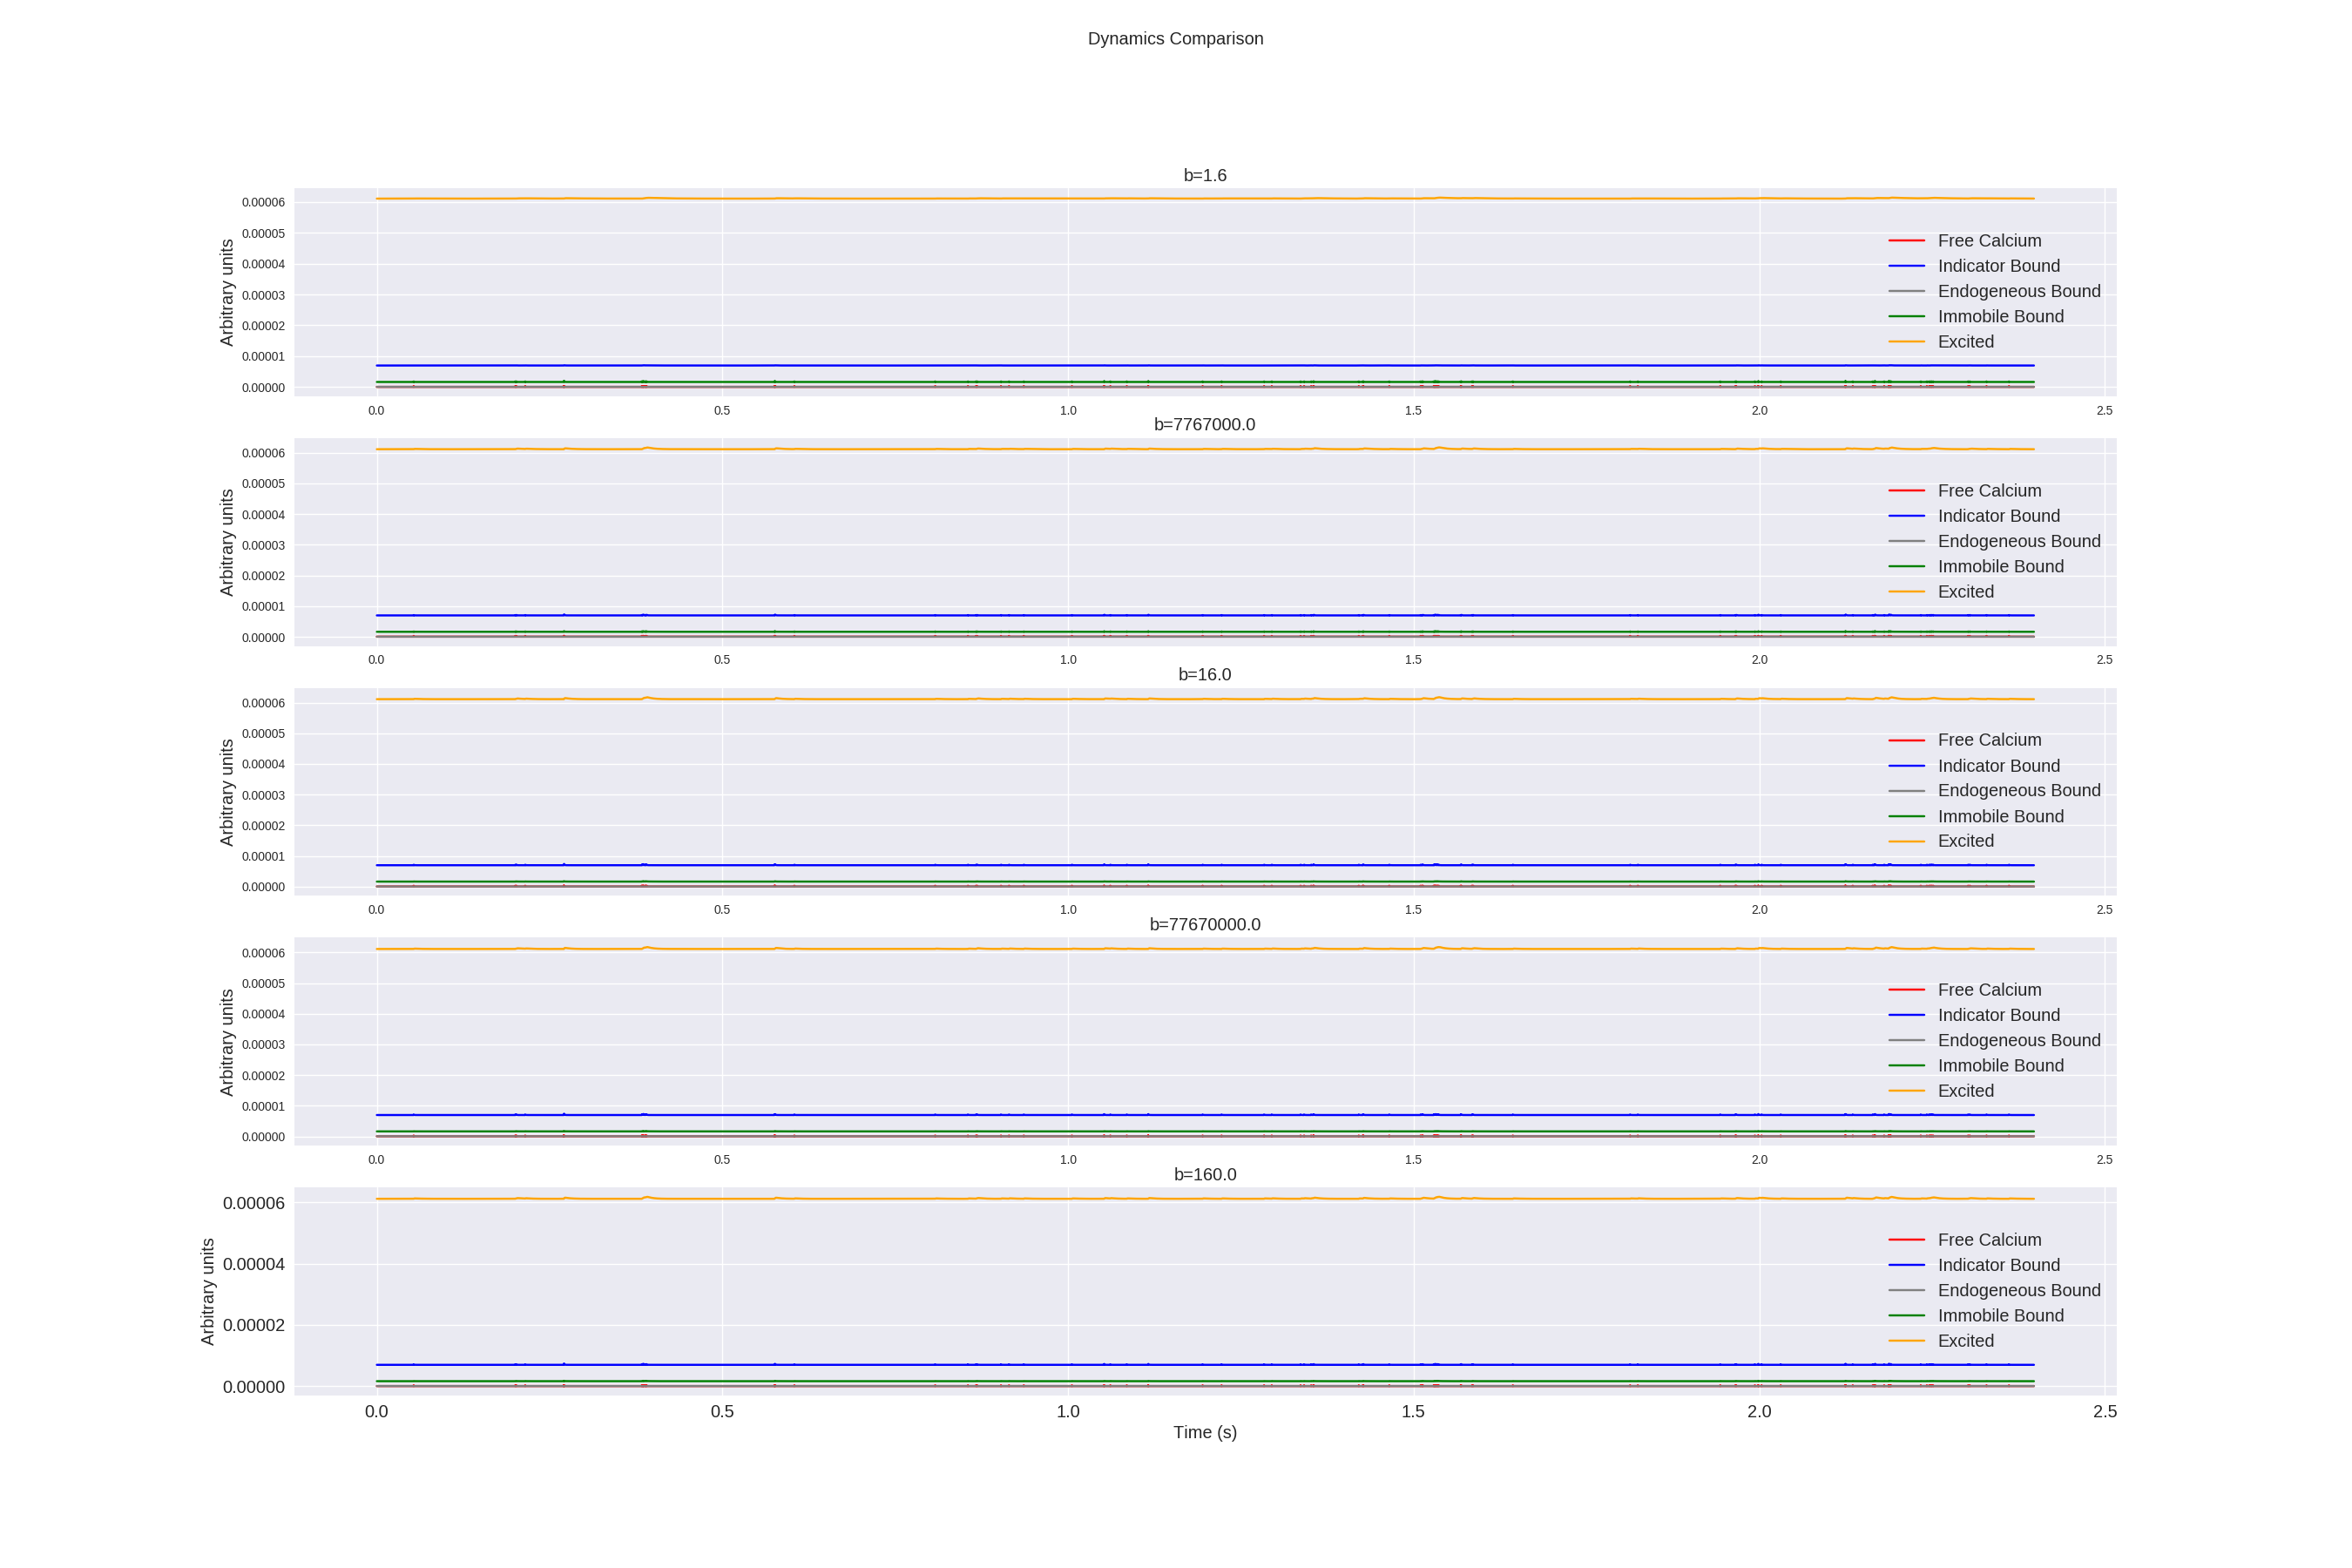 Dynamics Comparison
b=1.6
Arbitrary units
0.00006
0.00005
0.00004
0.00003
0.00002
0.00001
0.00000
Free Calcium
Indicator Bound
Endogeneous Bound
Immobile Bound
Excited
0.0 0.5 1.0 1.5 2.0 2.5
b=7767000.0
Arbitrary units
0.00006
0.00005
0.00004
0.00003
0.00002
0.00001
0.00000
Free Calcium
Indicator Bound
Endogeneous Bound
Immobile Bound
Excited
0.0 0.5 1.0 1.5 2.0 2.5
b=16.0
Arbitrary units
0.00006
0.00005
0.00004
0.00003
0.00002
0.00001
0.00000
Free Calcium
Indicator Bound
Endogeneous Bound
Immobile Bound
Excited
0.0 0.5 1.0 1.5 2.0 2.5
b=77670000.0
Arbitrary units
0.00006
0.00005
0.00004
0.00003
0.00002
0.00001
0.00000
Free Calcium
Indicator Bound
Endogeneous Bound
Immobile Bound
Excited
0.0 0.5 1.0 1.5 2.0 2.5
b=160.0
Arbitrary units
0.00006
0.00004
0.00002
0.00000
Free Calcium
Indicator Bound
Endogeneous Bound
Immobile Bound
Excited
0.0 0.5 1.0 1.5 2.0 2.5
Time (s)